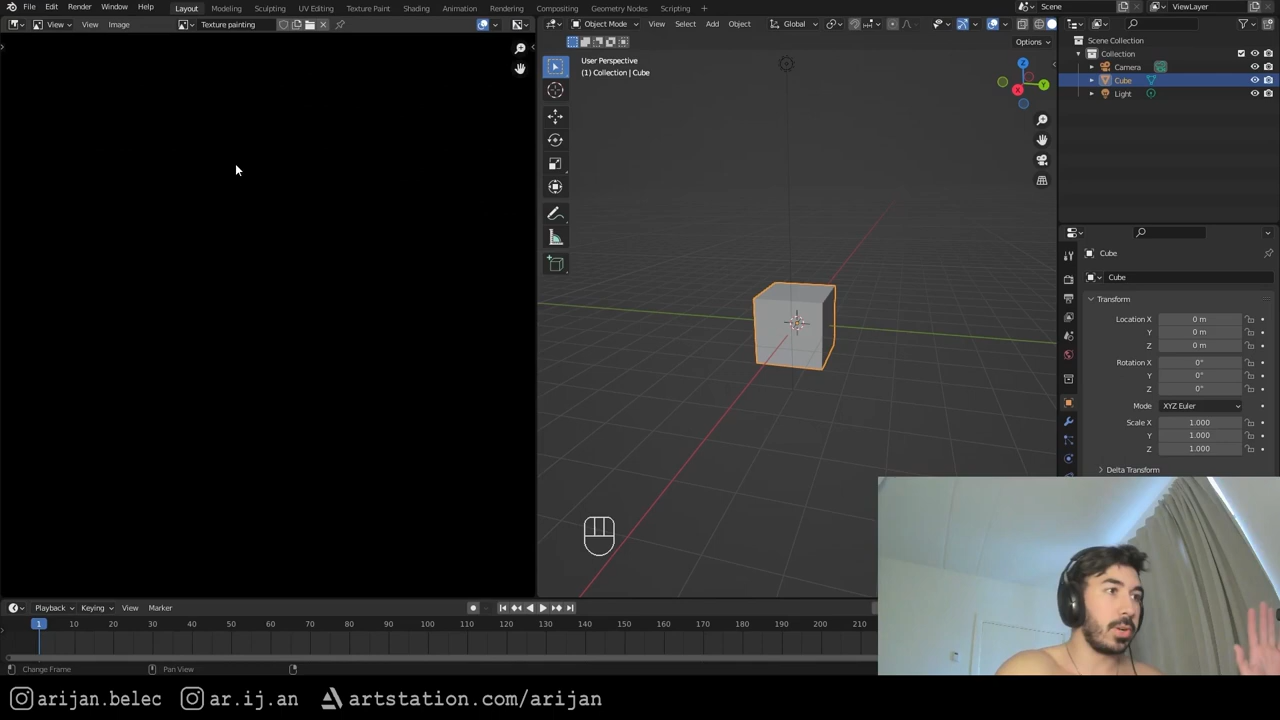 File Edit Render Window Help Layout Modeling Sculpting UV Editing Texture Paint Shading Animation Rendering Compositing Geometry Nodes Scripting + Scene ViewLayer
View Image Texture painting Object Mode View Select Add Object Global
Options
User Perspective
(1) Collection | Cube
Z
Y
X
Scene Collection
Collection
Camera
Cube
Light
Cube
Cube
Transform
Location X 0 m
Y 0 m
Z 0 m
Rotation X 0°
Y 0°
Z 0°
Mode XYZ Euler
Scale X 1.000
Y 1.000
Z 1.000
Delta Transform
Playback Keying View Marker
1 10 20 30 40 50 60 70 80 90 100 110 120 130 140 150 160 170 180 190 200 210
Change Frame Pan View
arijan.belec ar.ij.an artstation.com/arijan